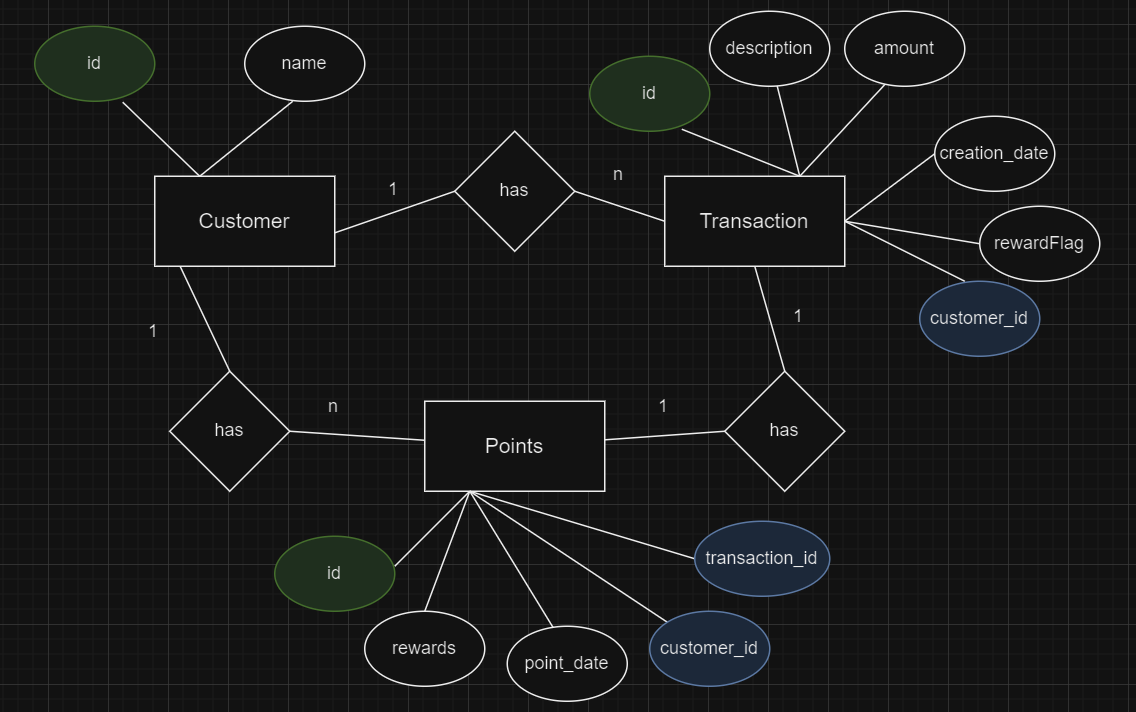 id
name
description
amount
id
creation_date
1
has
n
Customer
Transaction
rewardFlag
customer_id
1
1
has
n
Points
1
has
id
rewards
point_date
customer_id
transaction_id